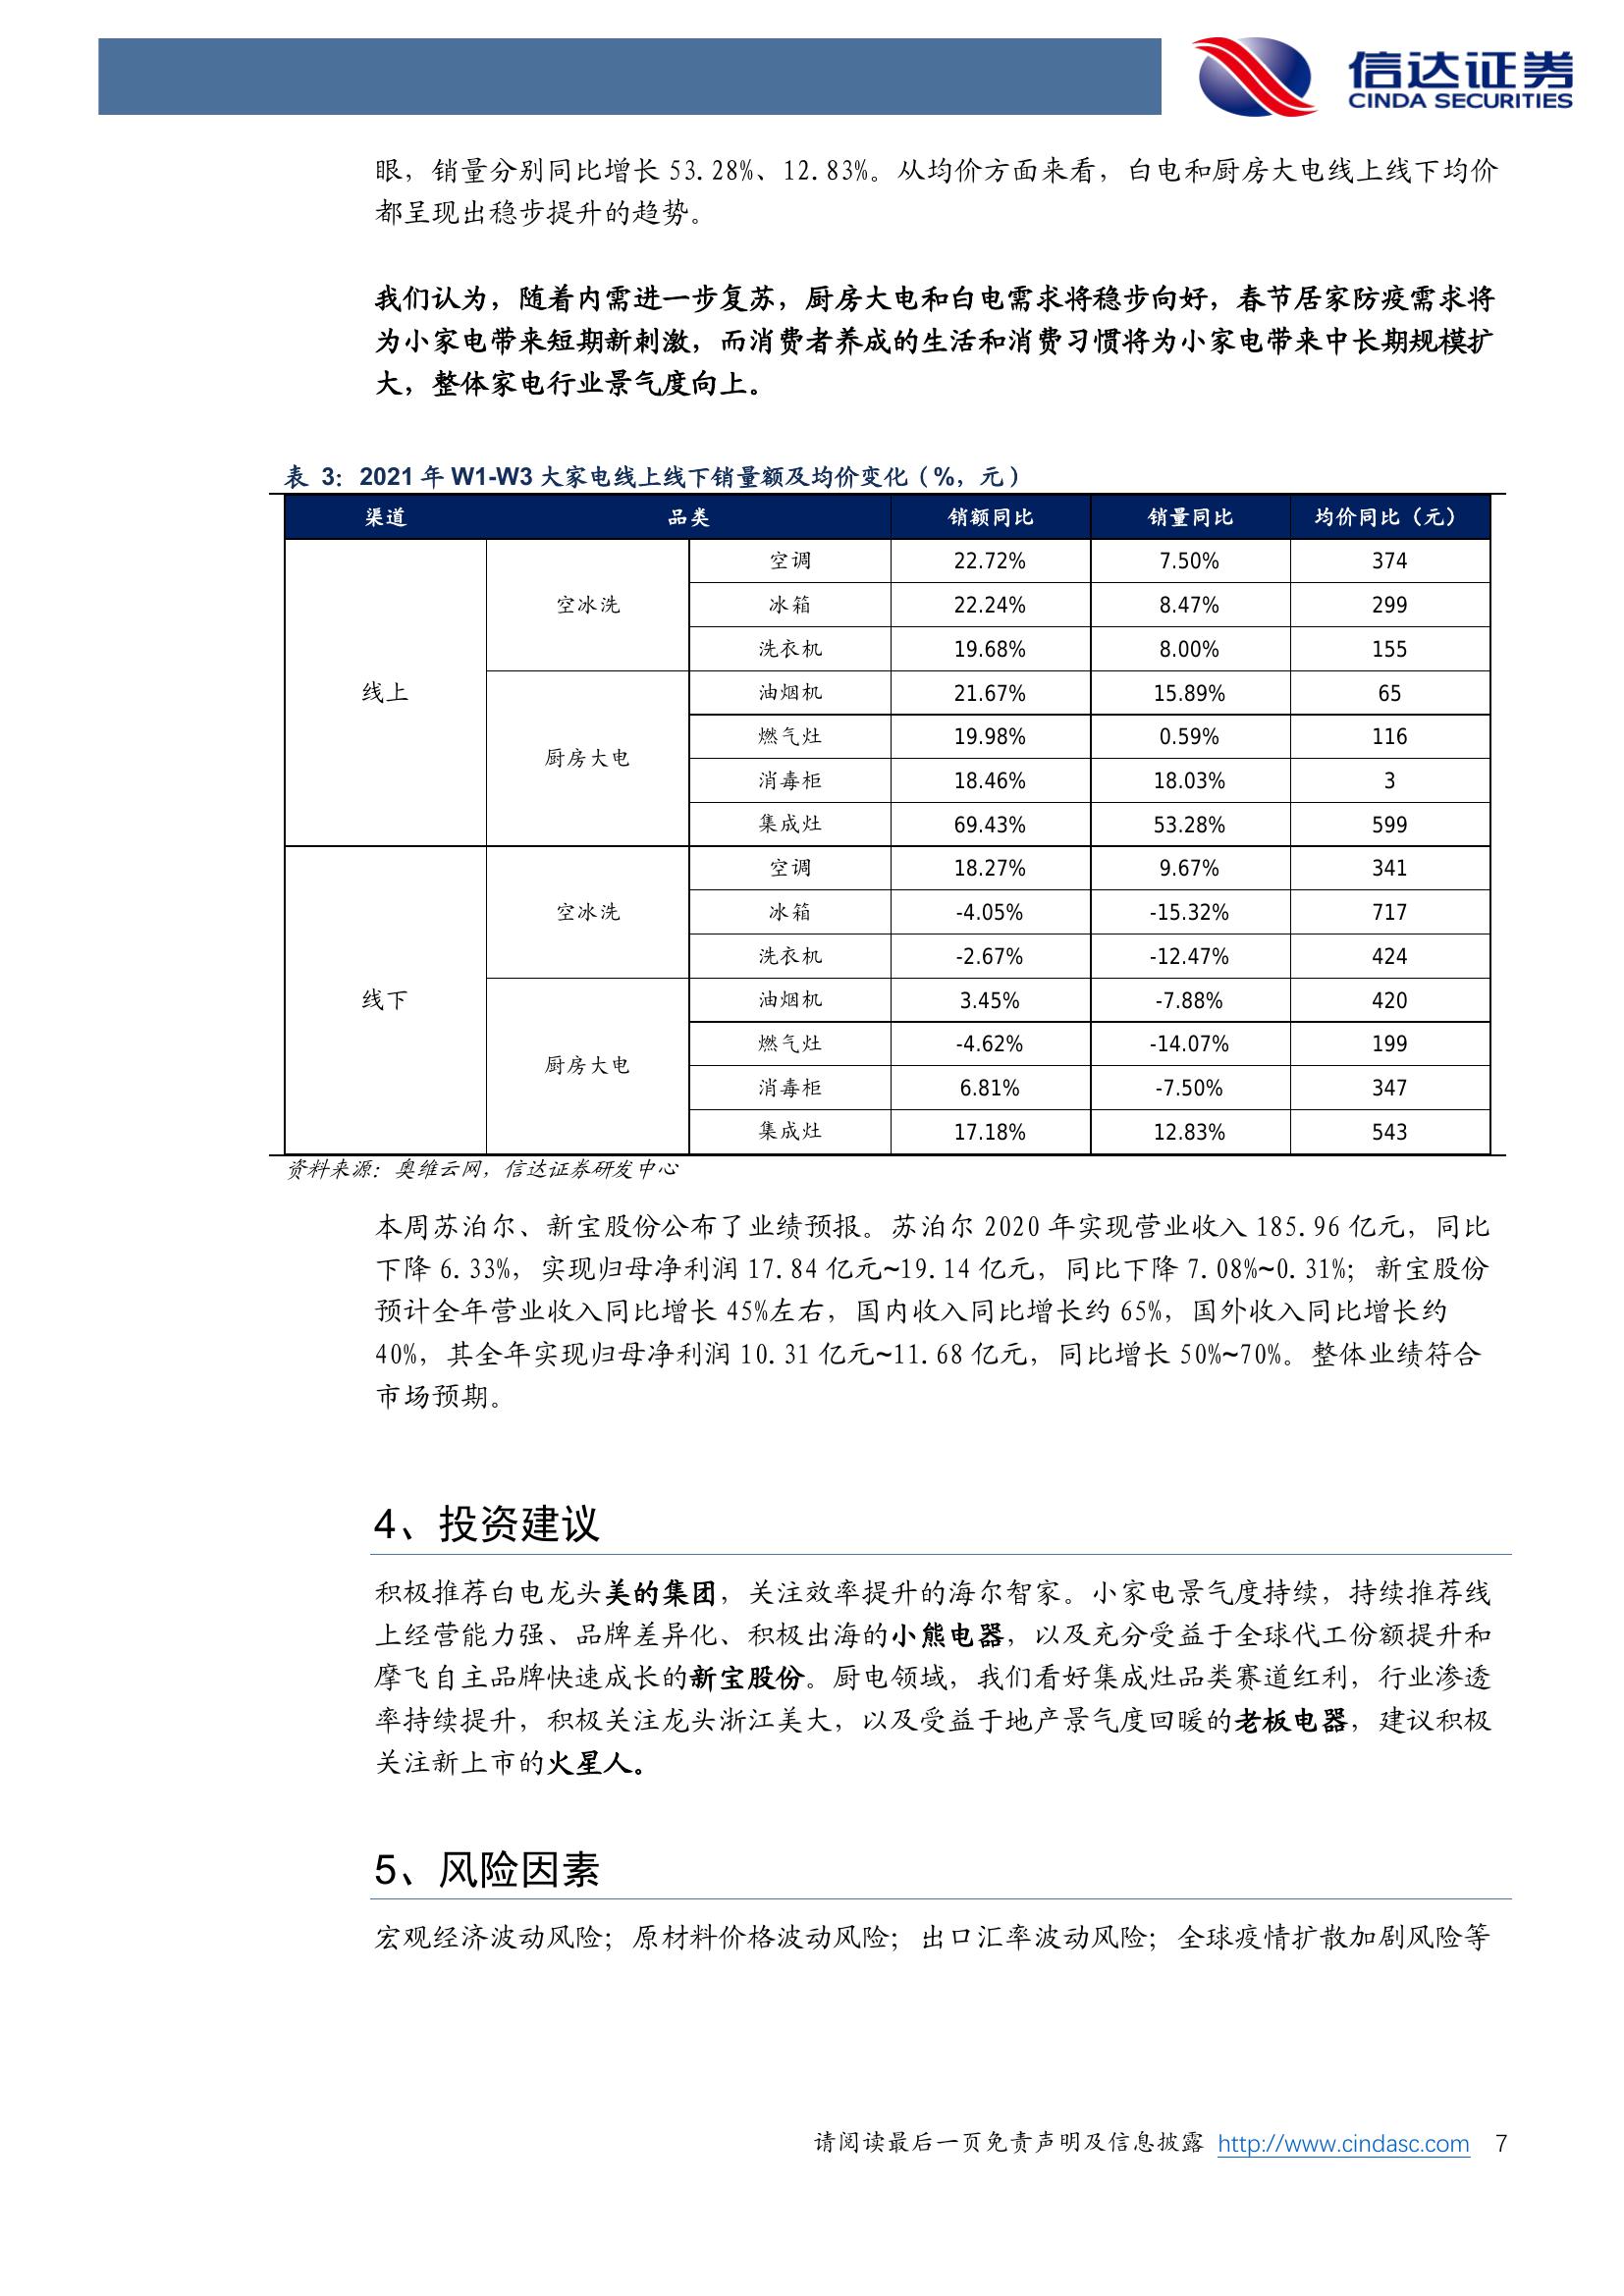 信达证券
CINDA SECURITIES
眼，销量分别同比增长 53.28%、12.83%。从均价方面来看，白电和厨房大电线上线下均价
都呈现出稳步提升的趋势。
我们认为，随着内需进一步复苏，厨房大电和白电需求将稳步向好，春节居家防疫需求将
为小家电带来短期新刺激，而消费者养成的生活和消费习惯将为小家电带来中长期规模扩
大，整体家电行业景气度向上。
表 3：2021 年 W1-W3 大家电线上线下销量额及均价变化（%，元）
渠道 品类 销额同比 销量同比 均价同比（元）
线上 空冰洗 空调 22.72% 7.50% 374
冰箱 22.24% 8.47% 299
洗衣机 19.68% 8.00% 155
厨房大电 油烟机 21.67% 15.89% 65
燃气灶 19.98% 0.59% 116
消毒柜 18.46% 18.03% 3
集成灶 69.43% 53.28% 599
线下 空冰洗 空调 18.27% 9.67% 341
冰箱 -4.05% -15.32% 717
洗衣机 -2.67% -12.47% 424
厨房大电 油烟机 3.45% -7.88% 420
燃气灶 -4.62% -14.07% 199
消毒柜 6.81% -7.50% 347
集成灶 17.18% 12.83% 543
资料来源：奥维云网，信达证券研发中心
本周苏泊尔、新宝股份公布了业绩预报。苏泊尔 2020 年实现营业收入 185.96 亿元，同比
下降 6.33%，实现归母净利润 17.84 亿元~19.14 亿元，同比下降 7.08%~0.31%；新宝股份
预计全年营业收入同比增长 45%左右，国内收入同比增长约 65%，国外收入同比增长约
40%，其全年实现归母净利润 10.31 亿元~11.68 亿元，同比增长 50%~70%。整体业绩符合
市场预期。
4、投资建议
积极推荐白电龙头美的集团，关注效率提升的海尔智家。小家电景气度持续，持续推荐线
上经营能力强、品牌差异化、积极出海的小熊电器，以及充分受益于全球代工份额提升和
摩飞自主品牌快速成长的新宝股份。厨电领域，我们看好集成灶品类赛道红利，行业渗透
率持续提升，积极关注龙头浙江美大，以及受益于地产景气度回暖的老板电器，建议积极
关注新上市的火星人。
5、风险因素
宏观经济波动风险；原材料价格波动风险；出口汇率波动风险；全球疫情扩散加剧风险等
请阅读最后一页免责声明及信息披露 http://www.cindasc.com 7